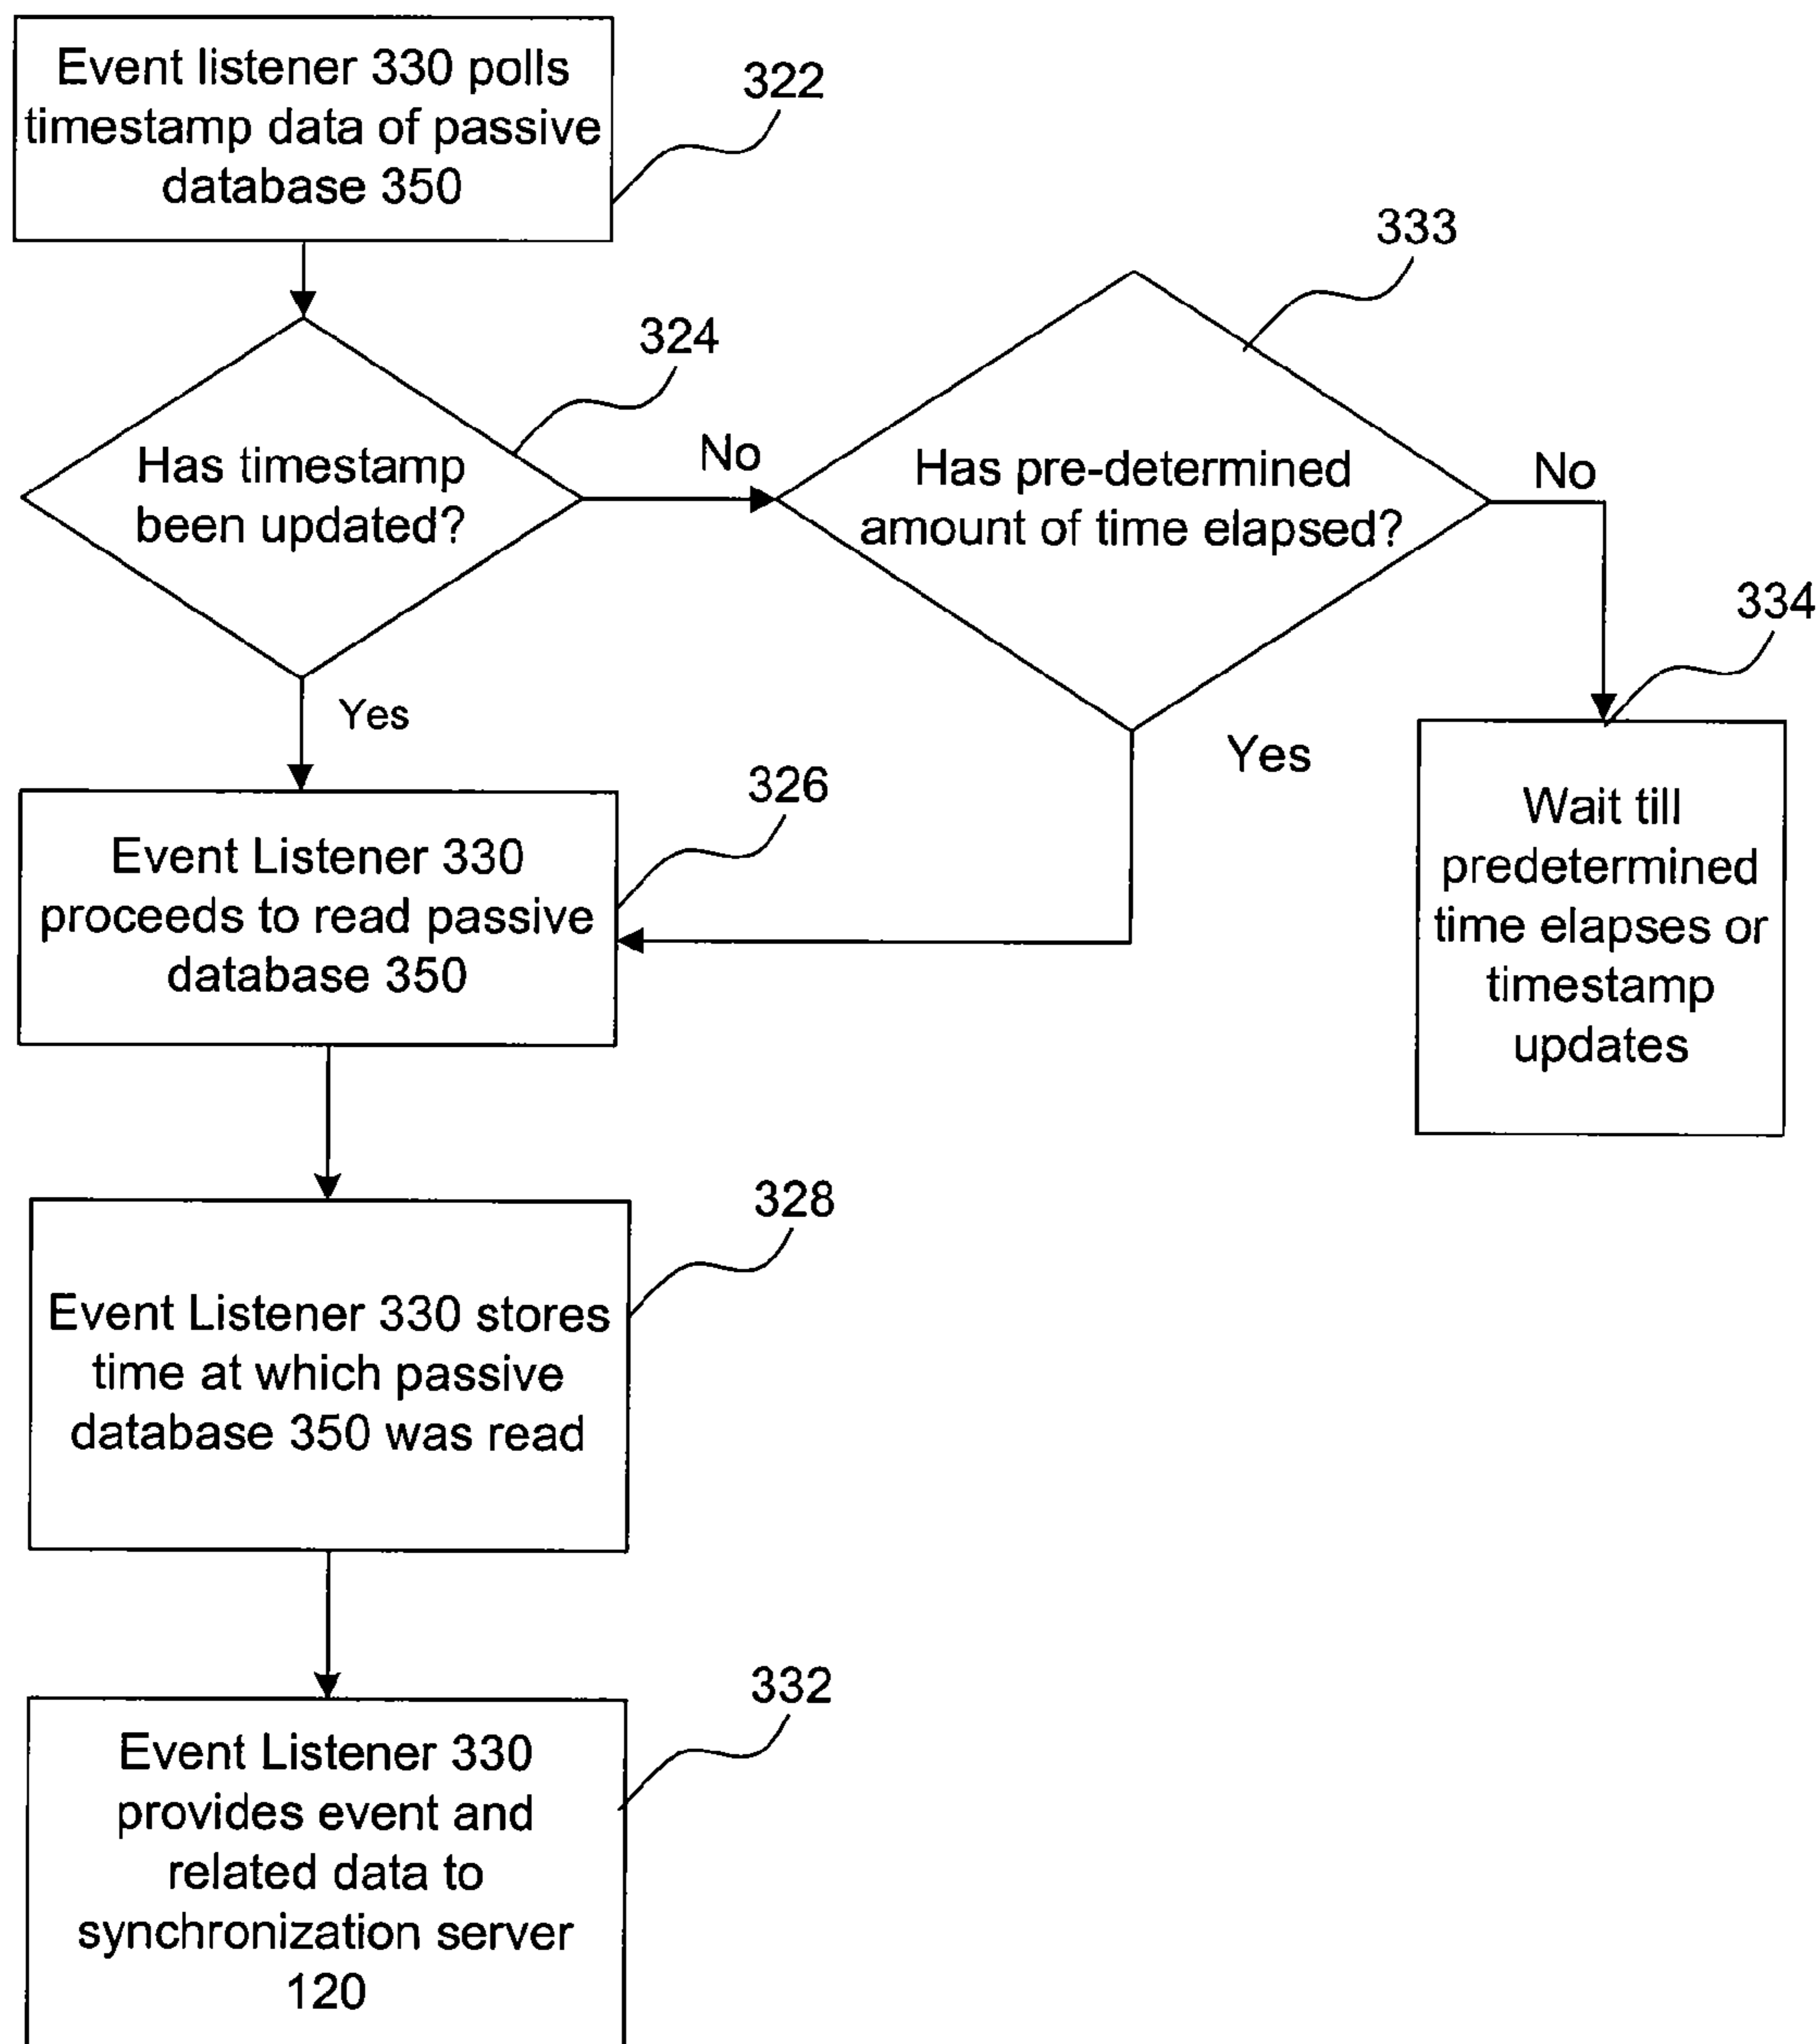 Event listener 330 polls
timestamp data of passive
database 350
322
Has timestamp
been updated?
324
No
Has pre-determined
amount of time elapsed?
333
No
Yes
Yes
334
Wait till
predetermined
time elapses or
timestamp
updates
Event Listener 330
proceeds to read passive
database 350
326
Event Listener 330 stores
time at which passive
database 350 was read
328
Event Listener 330
provides event and
related data to
synchronization server
120
332